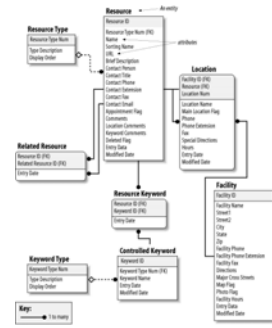 Resource
An entity
Resource ID
Resource Type Num (FK)
Name
Sorting Name
URL
Brief Description
Contact Person
Contact Title
Contact Phone
Contact Extension
Contact Fax
Contact Email
Appointment Flag
Comments
Location Comments
Keyword Comments
Deleted Flag
Entry Data
Modified Date
attributes
Resource Type
Resource Type Num
Type Description
Display Order
Location
Facility ID (FK)
Resource (FK)
Location Num
Location Name
Main Location Flag
Phone
Phone Extension
Fax
Special Directions
Hours
Entry Date
Modified Date
Related Resource
Resource ID (FK)
Related Resource ID (FK)
Entry Date
Resource Keyword
Resource ID (FK)
Keyword ID (FK)
Entry Date
Facility
Facility ID
Facility Name
Street1
Street2
City
State
Zip
Facility Phone
Facility Phone Extension
Facility Fax
Directions
Major Cross Streets
Map Flag
Photo Flag
Facility Hours
Entry Date
Modified Date
Keyword Type
Keyword Type Num
Type Description
Display Order
Controlled Keyword
Keyword ID
Keyword Type Num (FK)
Keyword Name
Entry Date
Modified Date
Key:
1 to many